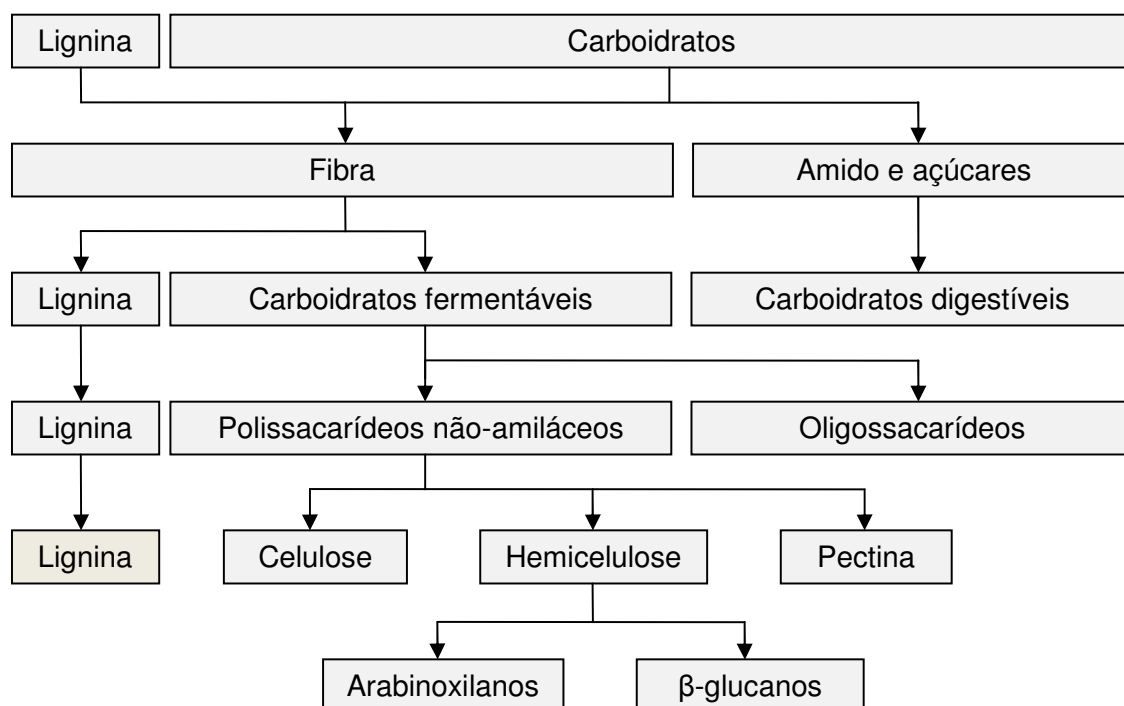 Lignina
Carboidratos
Fibra
Amido e açúcares
Lignina
Carboidratos fermentáveis
Carboidratos digestíveis
Lignina
Polissacarídeos não-amiláceos
Oligossacarídeos
Lignina
Celulose
Hemicelulose
Pectina
Arabinoxilanos
β-glucanos